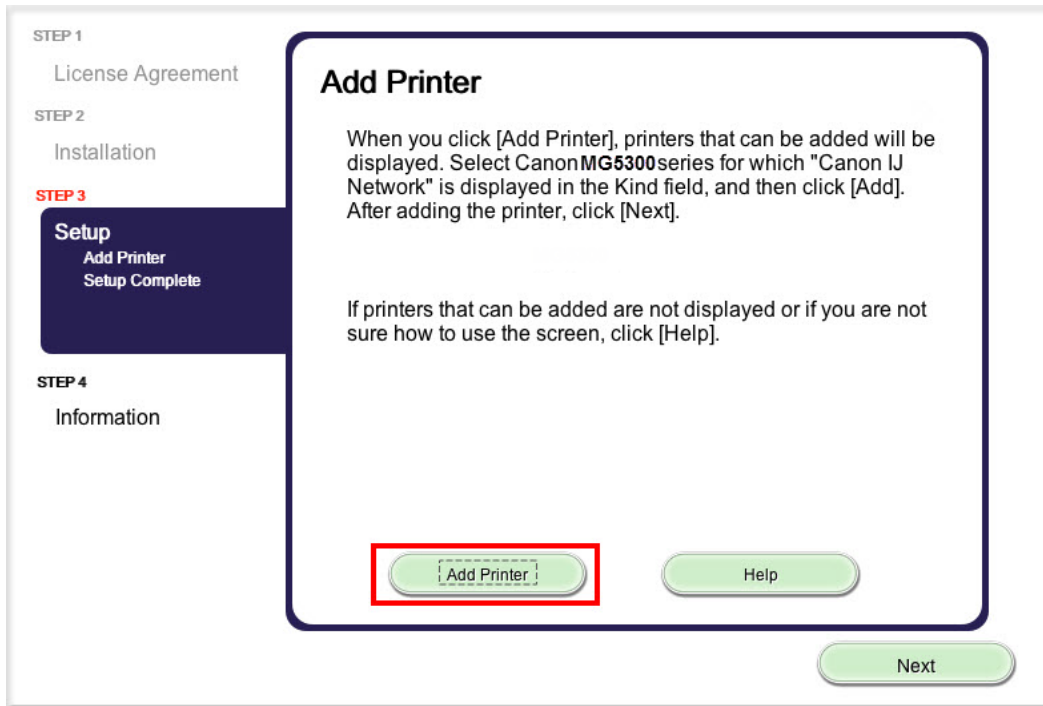 STEP 1
License Agreement
STEP 2
Installation
STEP 3
Setup
Add Printer
Setup Complete
STEP 4
Information
Add Printer
When you click [Add Printer], printers that can be added will be
displayed. Select Canon MG5300 series for which "Canon IJ
Network" is displayed in the Kind field, and then click [Add].
After adding the printer, click [Next].
If printers that can be added are not displayed or if you are not
sure how to use the screen, click [Help].
Add Printer
Help
Next